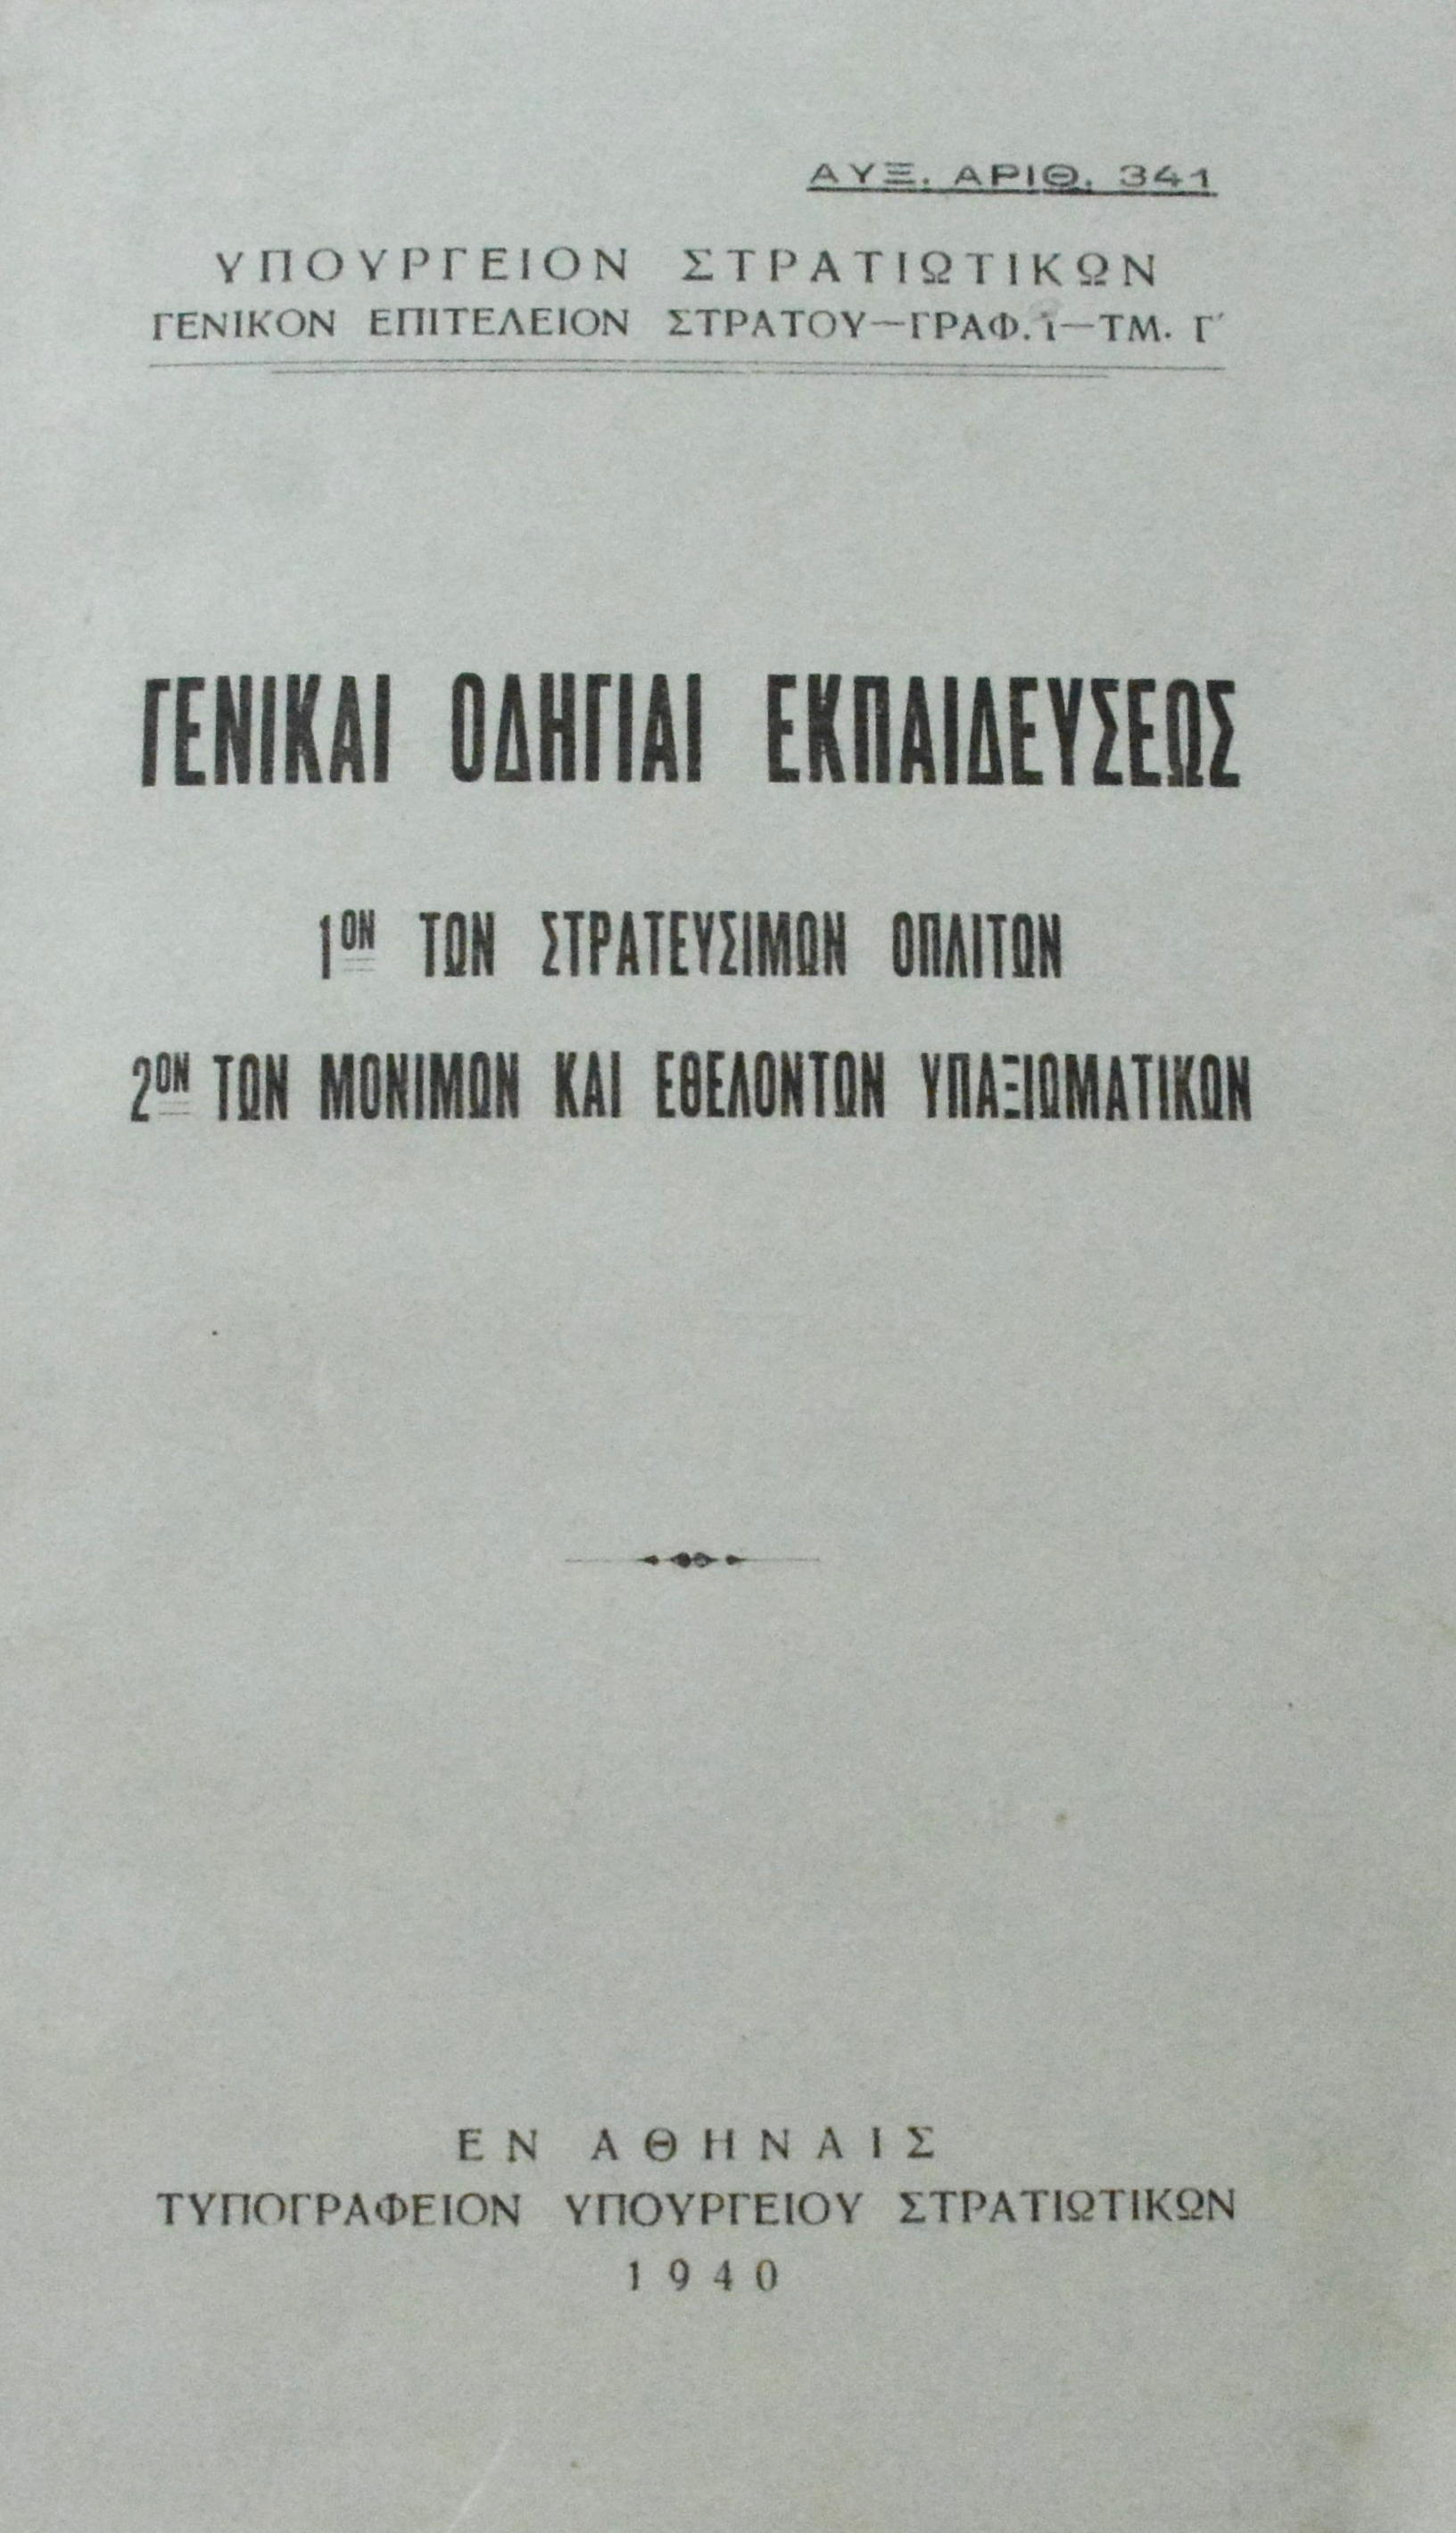 ΑΥΞ. ΑΡΙΘ. 341
ΥΠΟΥΡΓΕΙΟΝ ΣΤΡΑΤΙΩΤΙΚΩΝ
ΓΕΝΙΚΟΝ ΕΠΙΤΕΛΕΙΟΝ ΣΤΡΑΤΟΥ—ΓΡΑΦ. 1—ΤΜ. Γ΄
ΓΕΝΙΚΑΙ ΟΔΗΓΙΑΙ ΕΚΠΑΙΔΕΥΣΕΩΣ
1ΟΝ ΤΩΝ ΣΤΡΑΤΕΥΣΙΜΩΝ ΟΠΛΙΤΩΝ
2ΟΝ ΤΩΝ ΜΟΝΙΜΩΝ ΚΑΙ ΕΘΕΛΟΝΤΩΝ ΥΠΑΞΙΩΜΑΤΙΚΩΝ
ΕΝ ΑΘΗΝΑΙΣ
ΤΥΠΟΓΡΑΦΕΙΟΝ ΥΠΟΥΡΓΕΙΟΥ ΣΤΡΑΤΙΩΤΙΚΩΝ
1940